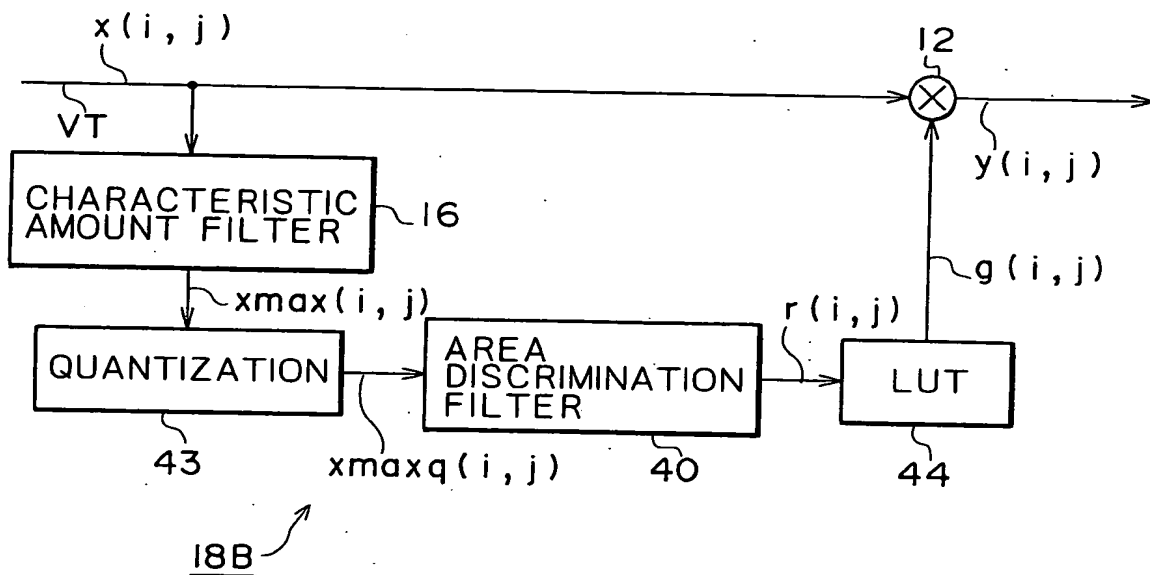 x(i,j)
12
VT
y(i,j)
CHARACTERISTIC
AMOUNT FILTER
16
g(i,j)
xmax(i,j)
r(i,j)
QUANTIZATION
AREA
DISCRIMINATION
FILTER
LUT
43
xmaxq(i,j)
40
44
18B